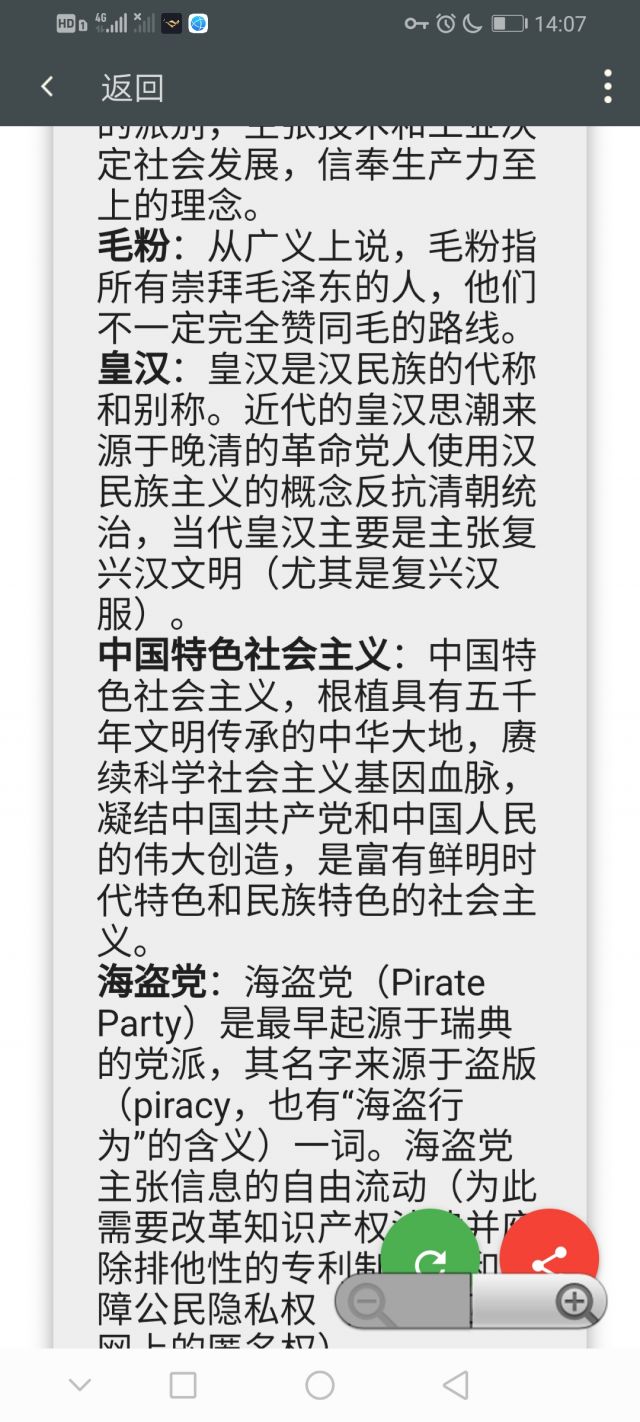 HD 1 4G 14:07
返回
的派别，主张技术和工业决
定社会发展，信奉生产力至
上的理念。
毛粉：从广义上说，毛粉指
所有崇拜毛泽东的人，他们
不一定完全赞同毛的路线。
皇汉：皇汉是汉民族的代称
和别称。近代的皇汉思潮来
源于晚清的革命党人使用汉
民族主义的概念反抗清朝统
治，当代皇汉主要是主张复
兴汉文明（尤其是复兴汉
服）。
中国特色社会主义：中国特
色社会主义，根植具有五千
年文明传承的中华大地，赓
续科学社会主义基因血脉，
凝结中国共产党和中国人民
的伟大创造，是富有鲜明时
代特色和民族特色的社会主
义。
海盗党：海盗党（Pirate
Party）是最早起源于瑞典
的党派，其名字来源于盗版
（piracy，也有“海盗行
为”的含义）一词。海盗党
主张信息的自由流动（为此
需要改革知识产权 并
除排他性的专利制 和
障公民隐私权
网上的匿名权）